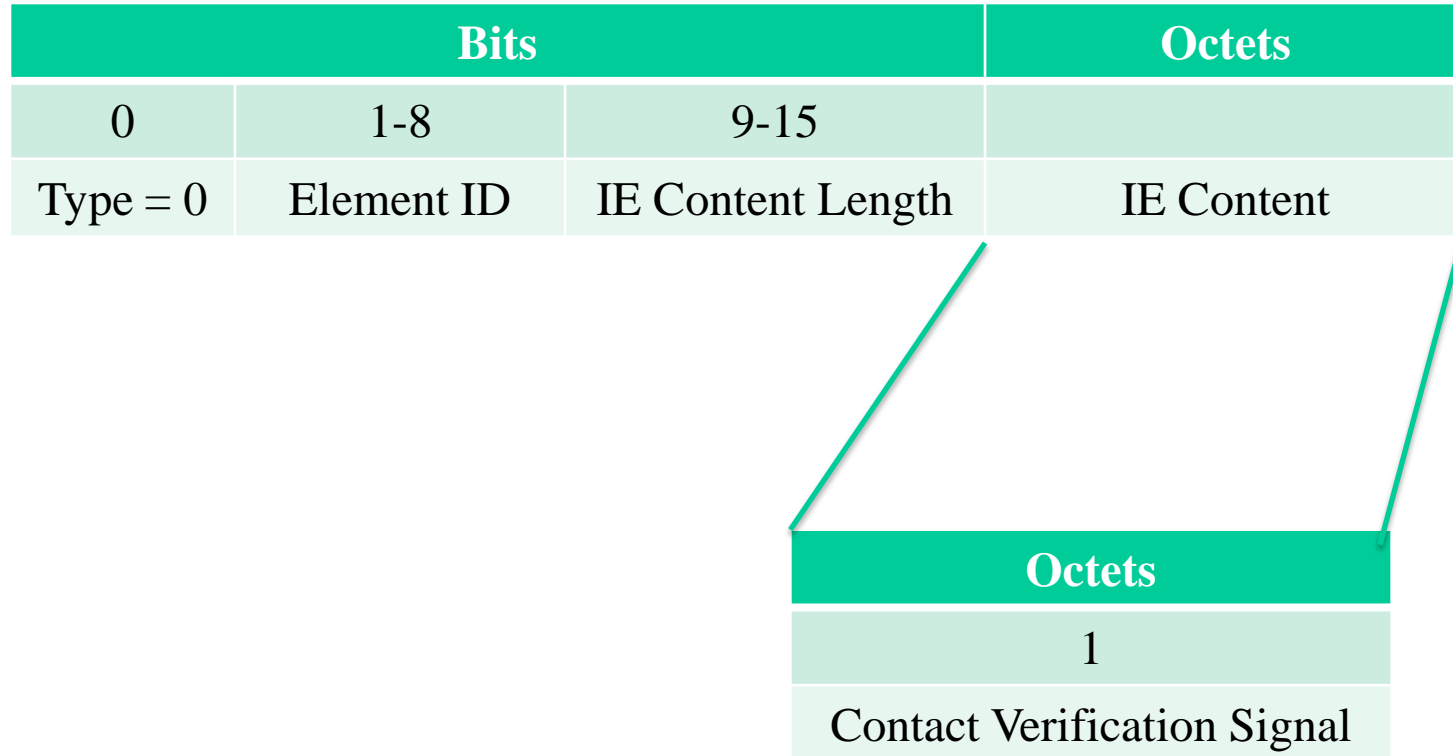 Bits Octets
0 1-8 9-15
Type = 0 Element ID IE Content Length IE Content
Octets
1
Contact Verification Signal